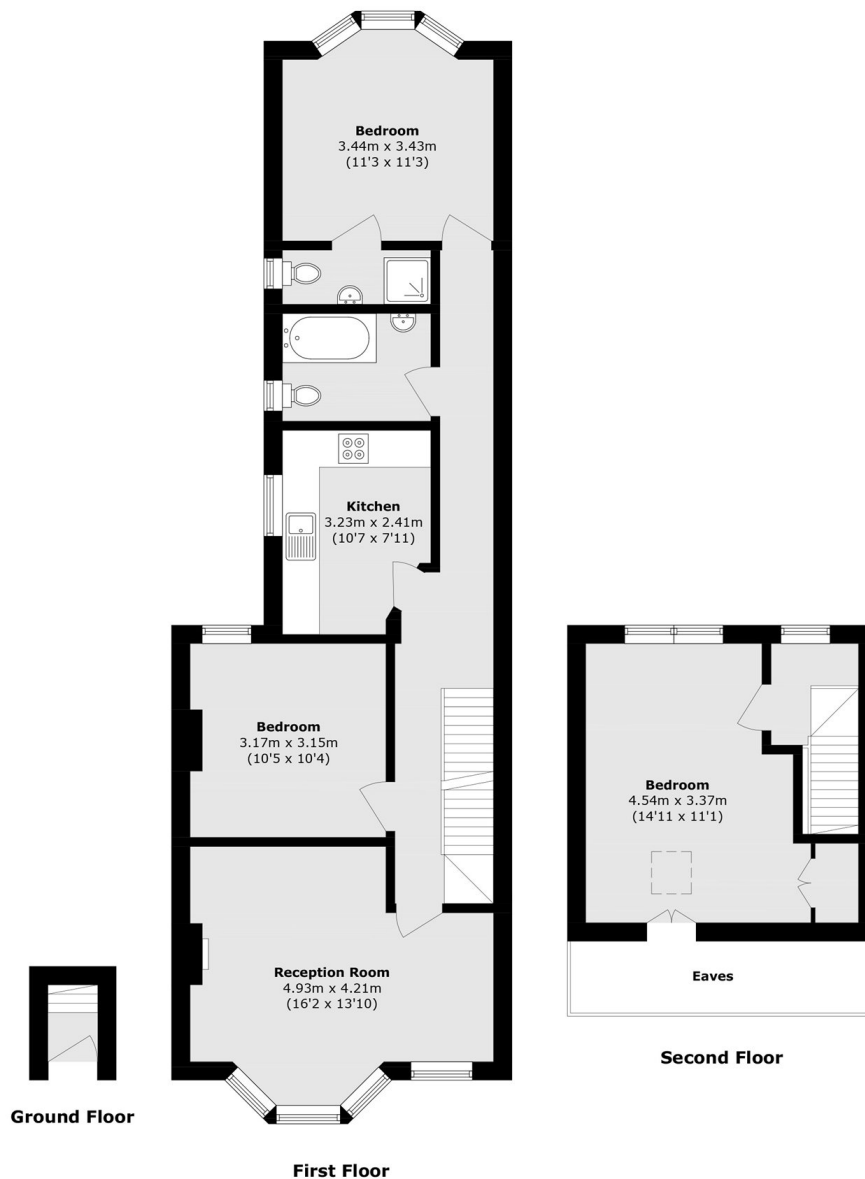 Bedroom
3.44m x 3.43m
(11'3 x 11'3)
Kitchen
3.23m x 2.41m
(10'7 x 7'11)
Bedroom
3.17m x 3.15m
(10'5 x 10'4)
Reception Room
4.93m x 4.21m
(16'2 x 13'10)
Bedroom
4.54m x 3.37m
(14'11 x 11'1)
Eaves
Ground Floor
First Floor
Second Floor